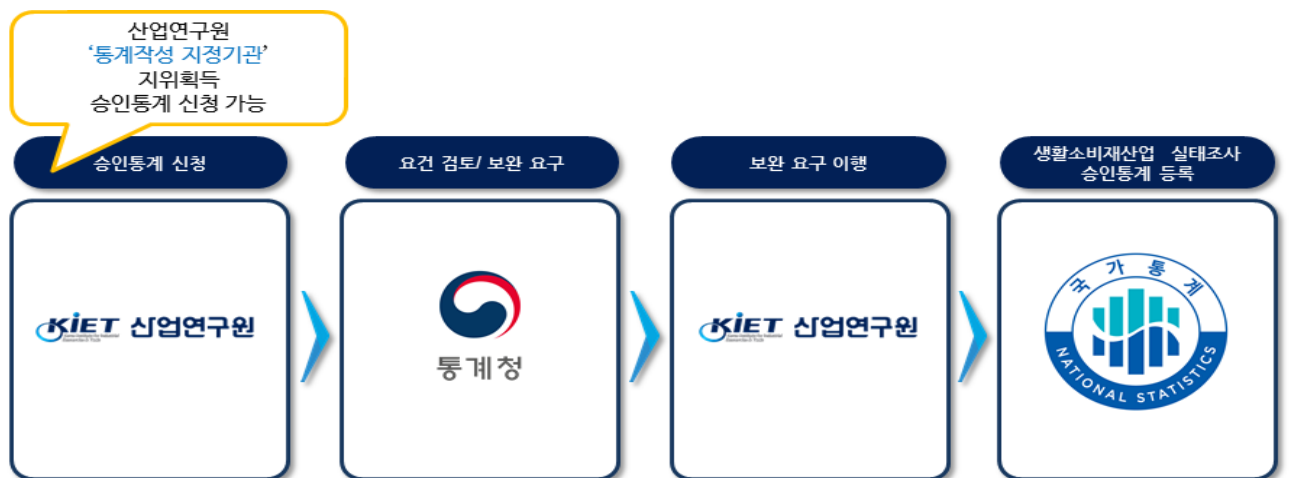 산업연구원
‘통계작성 지정기관’
지위획득
승인통계 신청 가능
승인통계 신청
요건 검토/ 보완 요구
보완 요구 이행
생활소비재산업 실태조사
승인통계 등록
KiET 산업연구원
통계청
KiET 산업연구원
국가통계
NATIONAL STATISTICS